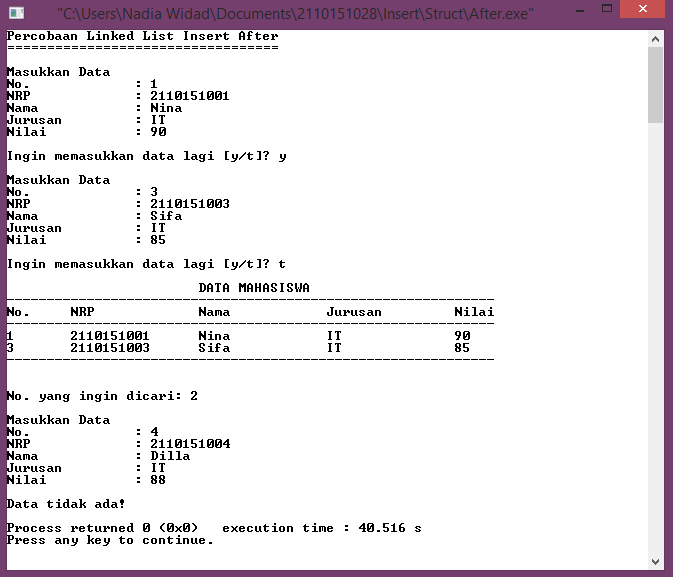 "C:\Users\Nadia Widad\Documents\2110151028\Insert\Struct\After.exe"
Percobaan Linked List Insert After
==================================
Masukkan Data
No. : 1
NRP : 2110151001
Nama : Nina
Jurusan : IT
Nilai : 90
Ingin memasukkan data lagi [y/t]? y
Masukkan Data
No. : 3
NRP : 2110151003
Nama : Sifa
Jurusan : IT
Nilai : 85
Ingin memasukkan data lagi [y/t]? t
DATA MAHASISWA
-------------------------------------------------------------
No. NRP Nama Jurusan Nilai
-------------------------------------------------------------
1 2110151001 Nina IT 90
3 2110151003 Sifa IT 85
-------------------------------------------------------------
No. yang ingin dicari: 2
Masukkan Data
No. : 4
NRP : 2110151004
Nama : Dilla
Jurusan : IT
Nilai : 88
Data tidak ada!
Process returned 0 (0x0) execution time : 40.516 s
Press any key to continue.